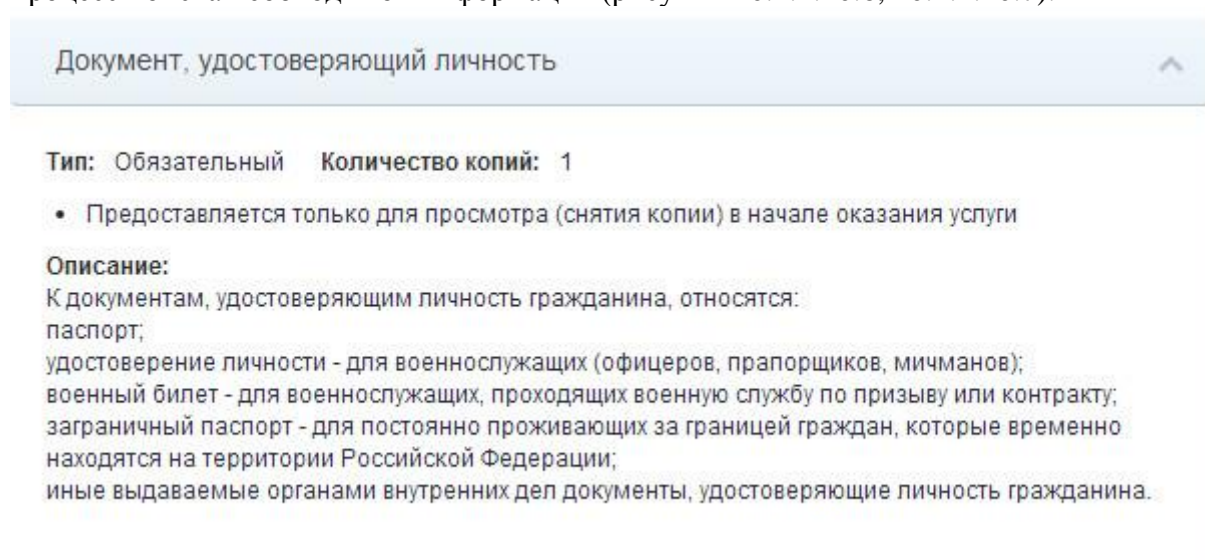 Документ, удостоверяющий личность
Тип: Обязательный Количество копий: 1
• Предоставляется только для просмотра (снятия копии) в начале оказания услуги
Описание:
К документам, удостоверяющим личность гражданина, относятся:
паспорт;
удостоверение личности - для военнослужащих (офицеров, прапорщиков, мичманов);
военный билет - для военнослужащих, проходящих военную службу по призыву или контракту;
заграничный паспорт - для постоянно проживающих за границей граждан, которые временно
находятся на территории Российской Федерации;
иные выдаваемые органами внутренних дел документы, удостоверяющие личность гражданина.